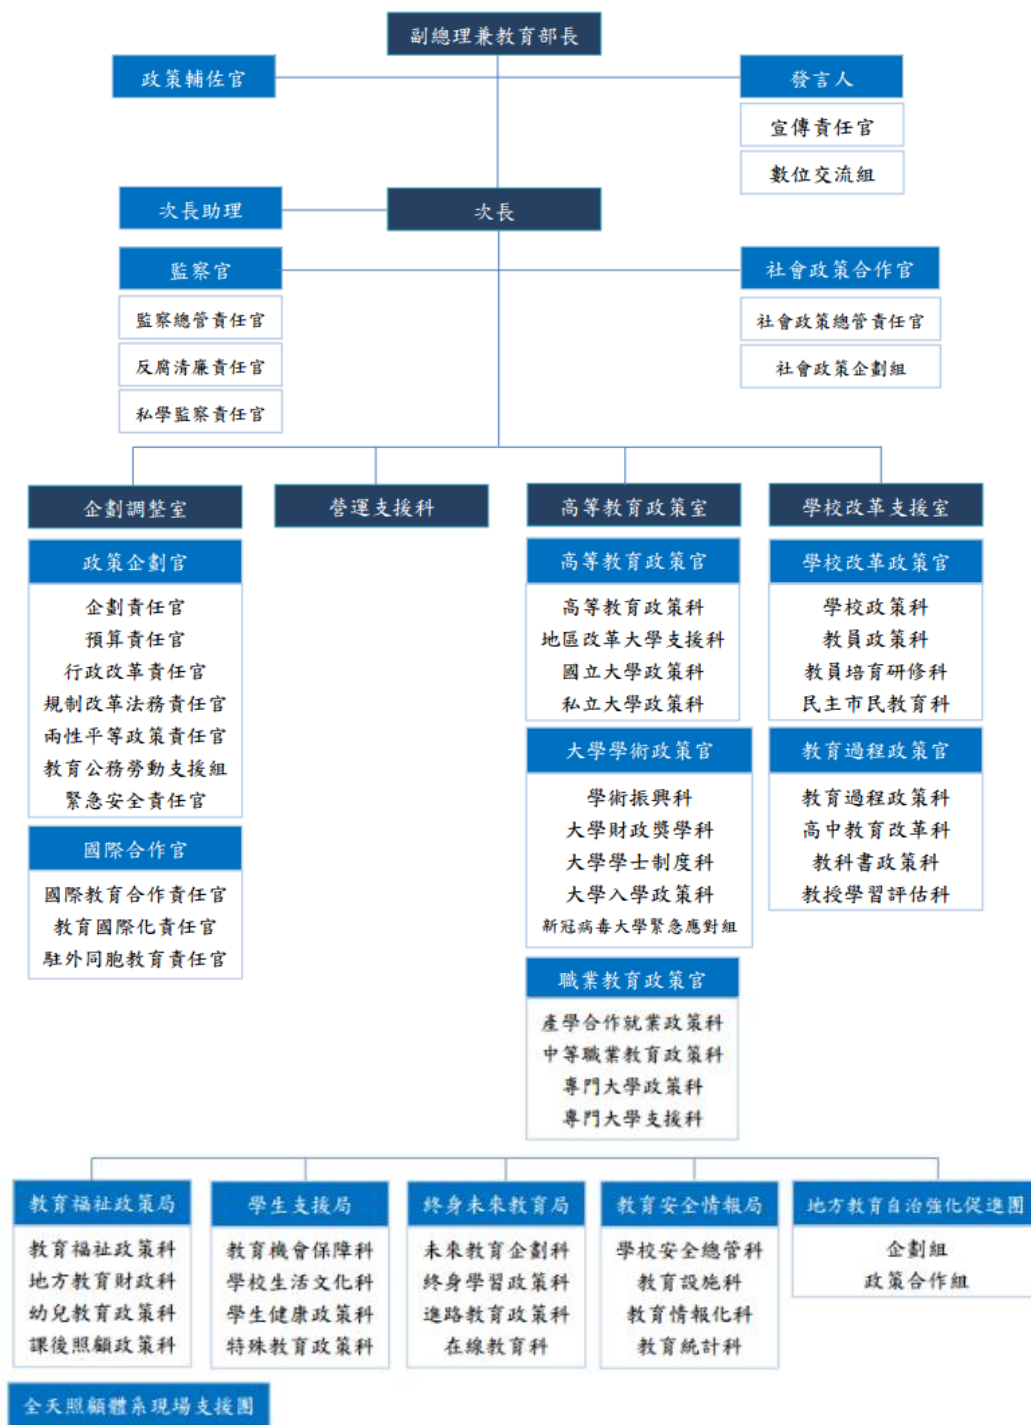 副總理兼教育部長
政策輔佐官
發言人
宣傳責任官
數位交流組
次長助理
次長
監察官
監察總管責任官
反腐清廉責任官
私學監察責任官
社會政策合作官
社會政策總管責任官
社會政策企劃組
企劃調整室
政策企劃官
企劃責任官
預算責任官
行政改革責任官
規制改革法務責任官
兩性平等政策責任官
教育公務勞動支援組
緊急安全責任官
國際合作官
國際教育合作責任官
教育國際化責任官
駐外同胞教育責任官
營運支援科
高等教育政策室
高等教育政策官
高等教育政策科
地區改革大學支援科
國立大學政策科
私立大學政策科
大學學術政策官
學術振興科
大學財政獎學科
大學學士制度科
大學入學政策科
新冠病毒大學緊急應對組
職業教育政策官
產學合作就業政策科
中等職業教育政策科
專門大學政策科
專門大學支援科
學校改革支援室
學校改革政策官
學校政策科
教員政策科
教員培育研修科
民主市民教育科
教育過程政策官
教育過程政策科
高中教育改革科
教科書政策科
教授學習評估科
教育福祉政策局
教育福祉政策科
地方教育財政科
幼兒教育政策科
課後照顧政策科
學生支援局
教育機會保障科
學校生活文化科
學生健康政策科
特殊教育政策科
終身未來教育局
未來教育企劃科
終身學習政策科
進路教育政策科
在線教育科
教育安全情報局
學校安全總管科
教育設施科
教育情報化科
教育統計科
地方教育自治強化促進團
企劃組
政策合作組
全天照顧體系現場支援團